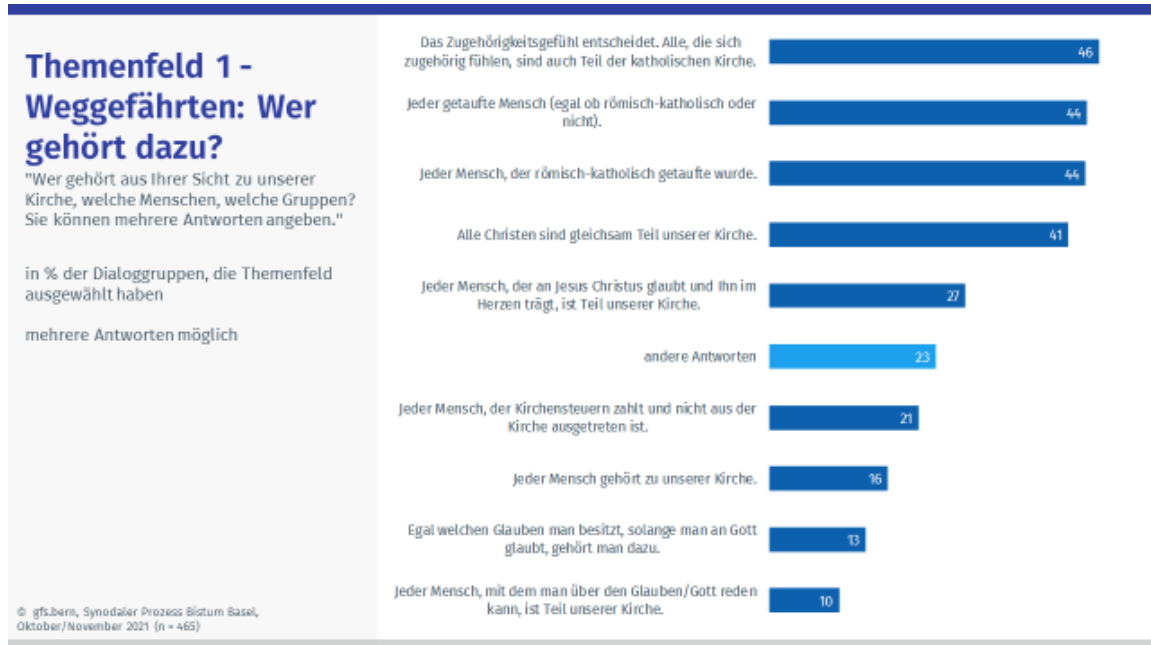 Themenfeld 1 -
Weggefährten: Wer
gehört dazu?
"Wer gehört aus Ihrer Sicht zu unserer
Kirche, welche Menschen, welche Gruppen?
Sie können mehrere Antworten angeben."
in % der Dialoggruppen, die Themenfeld
ausgewählt haben
mehrere Antworten möglich
© gfs.bern, Synodaler Prozess Bistum Basel,
Oktober/November 2021 (n = 465)
Das Zugehörigkeitsgefühl entscheidet. Alle, die sich
zugehörig fühlen, sind auch Teil der katholischen Kirche.
46
Jeder getaufte Mensch (egal ob römisch-katholisch oder
nicht).
44
Jeder Mensch, der römisch-katholisch getaufte wurde.
44
Alle Christen sind gleichsam Teil unserer Kirche.
41
Jeder Mensch, der an Jesus Christus glaubt und Ihn im
Herzen trägt, ist Teil unserer Kirche.
27
andere Antworten
23
Jeder Mensch, der Kirchensteuern zahlt und nicht aus der
Kirche ausgetreten ist.
21
Jeder Mensch gehört zu unserer Kirche.
16
Egal welchen Glauben man besitzt, solange man an Gott
glaubt, gehört man dazu.
13
Jeder Mensch, mit dem man über den Glauben/Gott reden
kann, ist Teil unserer Kirche.
10